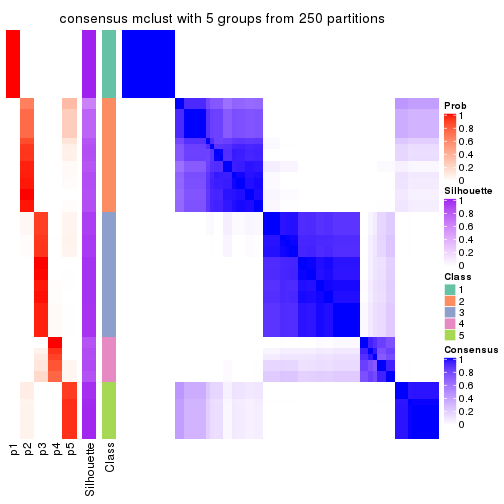 consensus mclust with 5 groups from 250 partitions
Prob
1
0.8
0.6
0.4
0.2
0
Silhouette
1
0.8
0.6
0.4
0.2
0
Class
1
2
3
4
5
Consensus
1
0.8
0.6
0.4
0.2
0
p1
p2
p3
p4
p5
Silhouette
Class